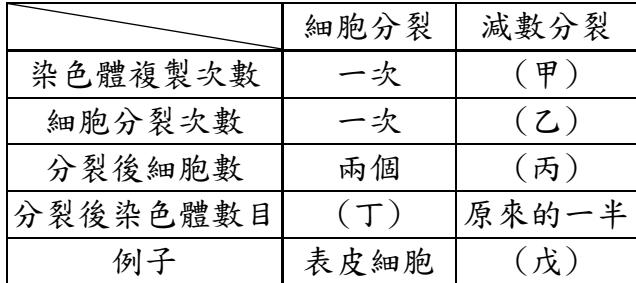 細胞分裂 減數分裂
染色體複製次數 一次 （甲）
細胞分裂次數 一次 （乙）
分裂後細胞數 兩個 （丙）
分裂後染色體數目 （丁） 原來的一半
例子 表皮細胞 （戊）